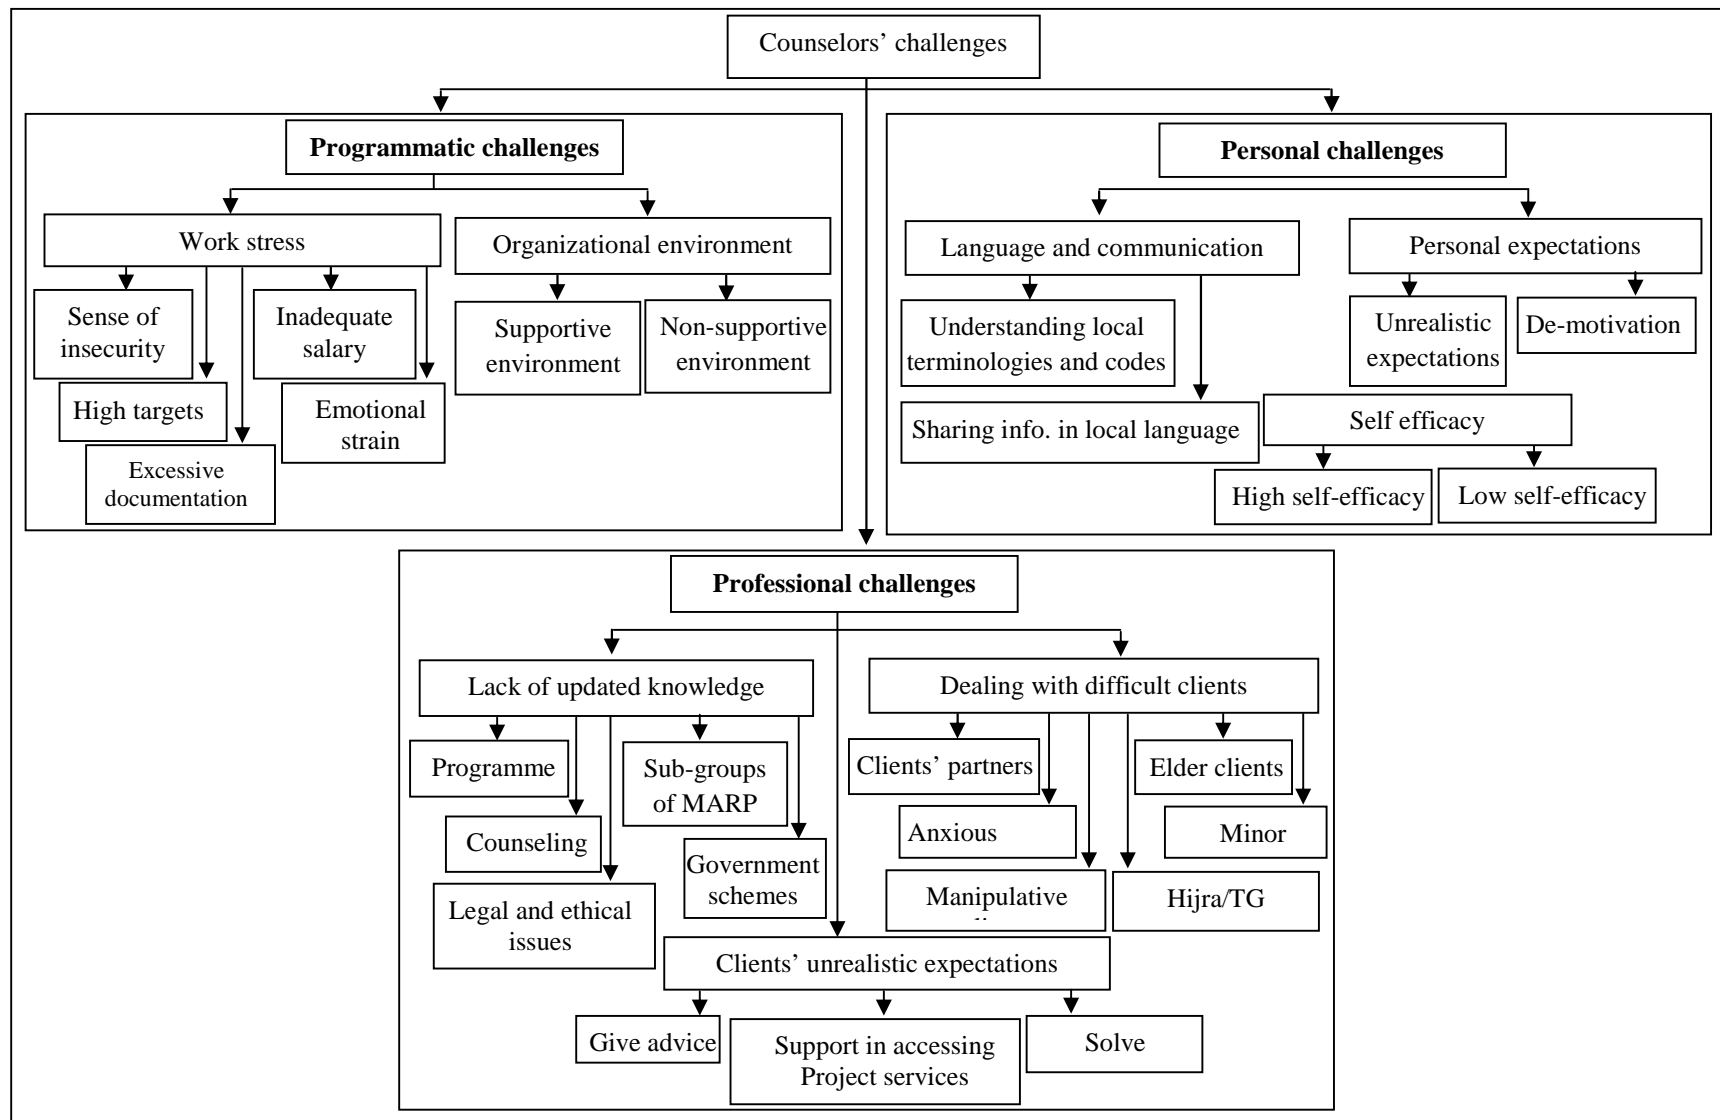 Counselors’ challenges
Programmatic challenges
Work stress
Organizational environment
Sense of
insecurity
Inadequate
salary
Supportive
environment
Non-supportive
environment
High targets
Emotional
strain
Excessive
documentation
Personal challenges
Language and communication
Personal expectations
Understanding local
terminologies and codes
Unrealistic
expectations
De-motivation
Sharing info. in local language
Self efficacy
High self-efficacy
Low self-efficacy
Professional challenges
Lack of updated knowledge
Dealing with difficult clients
Programme
Sub-groups
of MARP
Counseling
Government
schemes
Legal and ethical
issues
Clients’ partners
Elder clients
Anxious
Minor
Manipulative
Hijra/TG
Clients’ unrealistic expectations
Give advice
Support in accessing
Project services
Solve